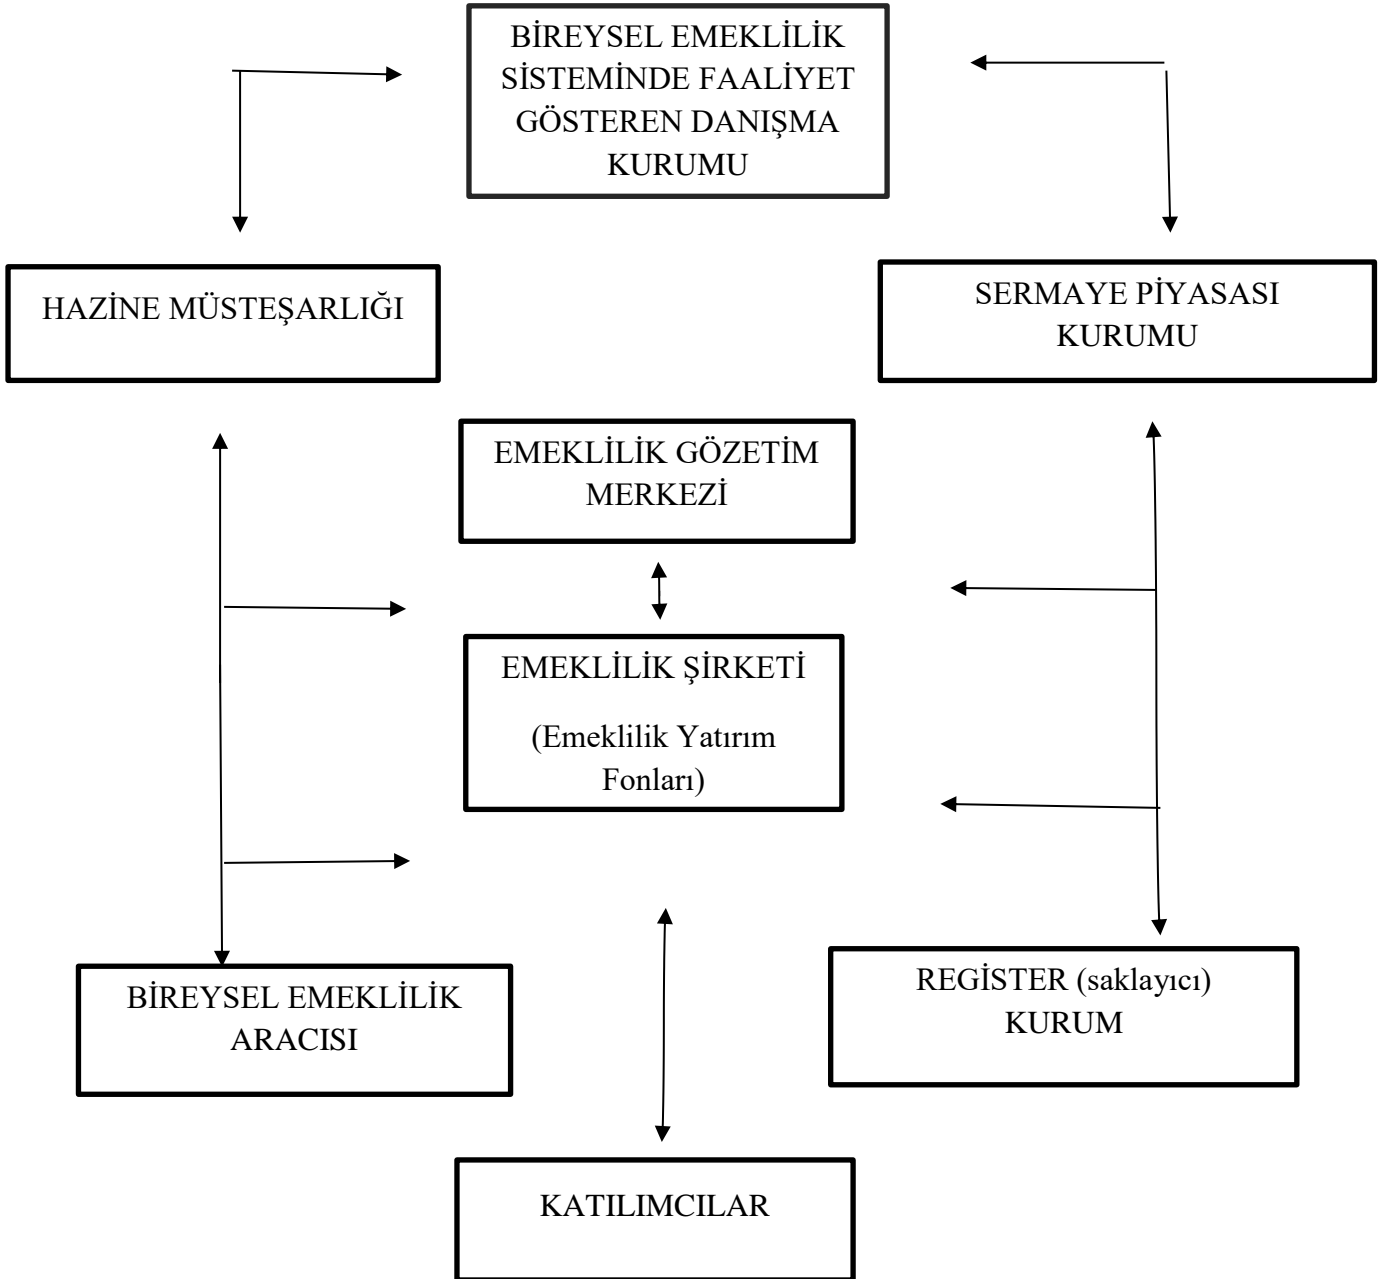 BİREYSEL EMEKLİLİK
SİSTEMİNDE FAALİYET
GÖSTEREN DANIŞMA
KURUMU
HAZİNE MÜSTEŞARLIĞI
SERMAYE PİYASASI
KURUMU
EMEKLİLİK GÖZETİM
MERKEZİ
EMEKLİLİK ŞİRKETİ
(Emeklilik Yatırım
Fonları)
BİREYSEL EMEKLİLİK
ARACISI
REGİSTER (saklayıcı)
KURUM
KATILIMCILAR